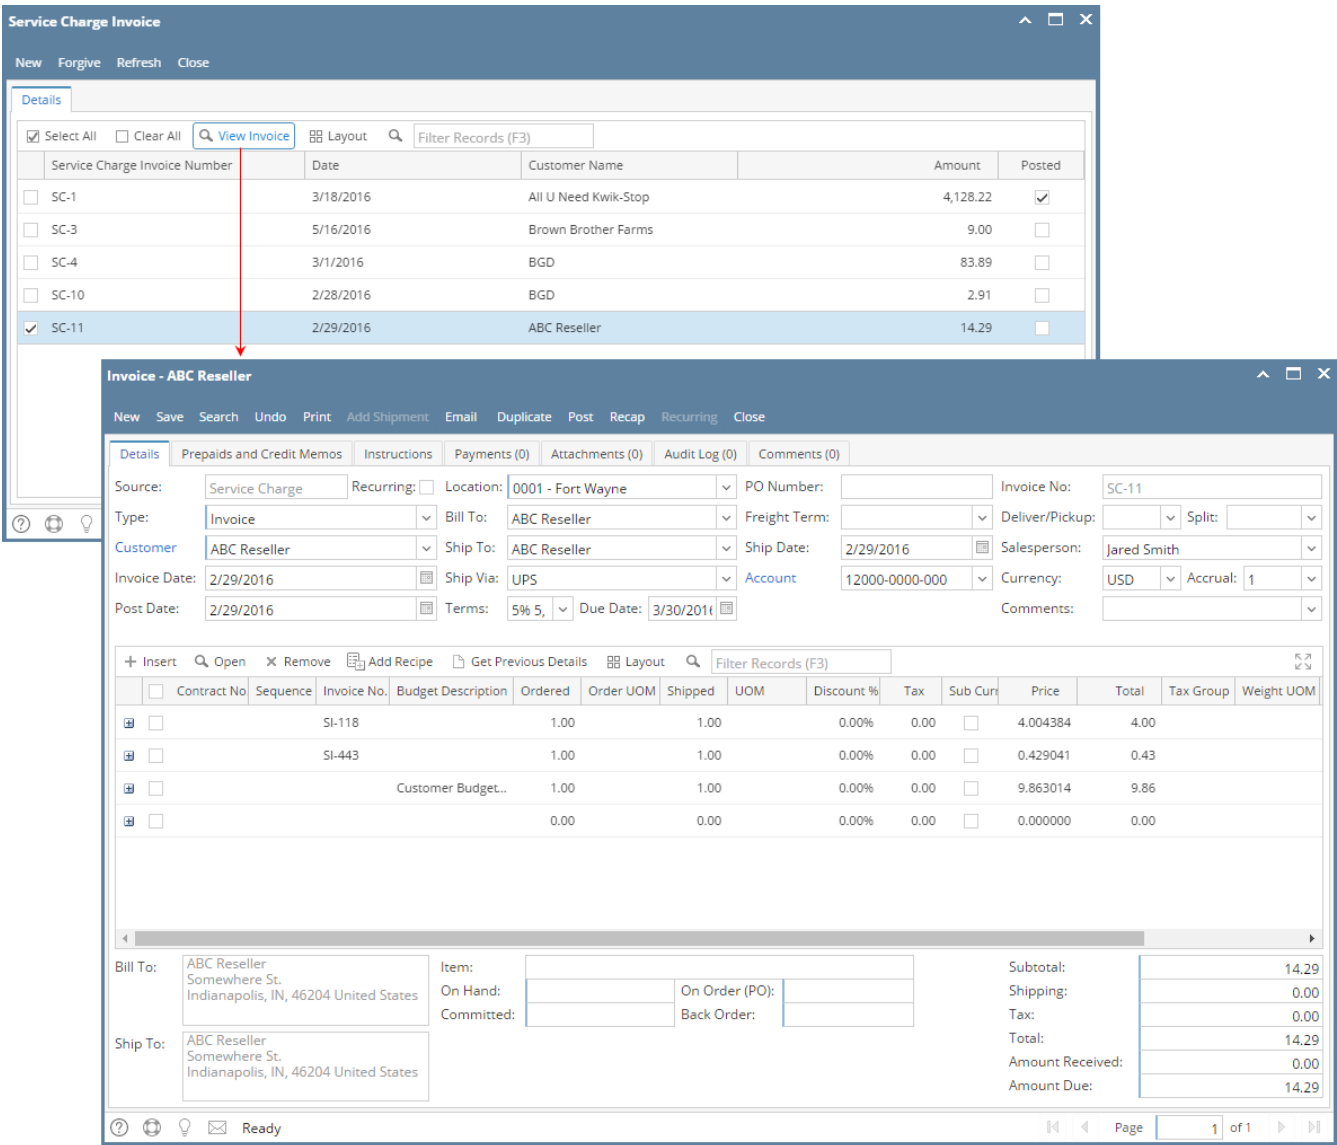 Service Charge Invoice
New Forgive Refresh Close
Details
Select All Clear All View Invoice Layout Filter Records (F3)
Service Charge Invoice Number Date Customer Name Amount Posted
SC-1 3/18/2016 All U Need Kwik-Stop 4,128.22
SC-3 5/16/2016 Brown Brother Farms 9.00
SC-4 3/1/2016 BGD 83.89
SC-10 2/28/2016 BGD 2.91
SC-11 2/29/2016 ABC Reseller 14.29
Invoice - ABC Reseller
New Save Search Undo Print Add Shipment Email Duplicate Post Recap Recurring Close
Details Prepaids and Credit Memos Instructions Payments (0) Attachments (0) Audit Log (0) Comments (0)
Source: Service Charge Recurring: Location: 0001 - Fort Wayne PO Number: Invoice No: SC-11
Type: Invoice Bill To: ABC Reseller Freight Term: Deliver/Pickup: Split:
Customer ABC Reseller Ship To: ABC Reseller Ship Date: 2/29/2016 Salesperson: Jared Smith
Invoice Date: 2/29/2016 Ship Via: UPS Account 12000-0000-000 Currency: USD Accrual: 1
Post Date: 2/29/2016 Terms: 5% 5, Due Date: 3/30/2016 Comments:
Insert Open Remove Add Recipe Get Previous Details Layout Filter Records (F3)
Contract No Sequence Invoice No. Budget Description Ordered Order UOM Shipped UOM Discount % Tax Sub Curr Price Total Tax Group Weight UOM
SI-118 1.00 1.00 0.00% 0.00 4.004384 4.00
SI-443 1.00 1.00 0.00% 0.00 0.429041 0.43
Customer Budget... 1.00 1.00 0.00% 0.00 9.863014 9.86
0.00 0.00 0.00% 0.00 0.000000 0.00
Bill To: ABC Reseller
Somewhere St.
Indianapolis, IN, 46204 United States
Item:
On Hand: On Order (PO):
Committed: Back Order:
Ship To: ABC Reseller
Somewhere St.
Indianapolis, IN, 46204 United States
Subtotal: 14.29
Shipping: 0.00
Tax: 0.00
Total: 14.29
Amount Received: 0.00
Amount Due: 14.29
Ready Page 1 of 1